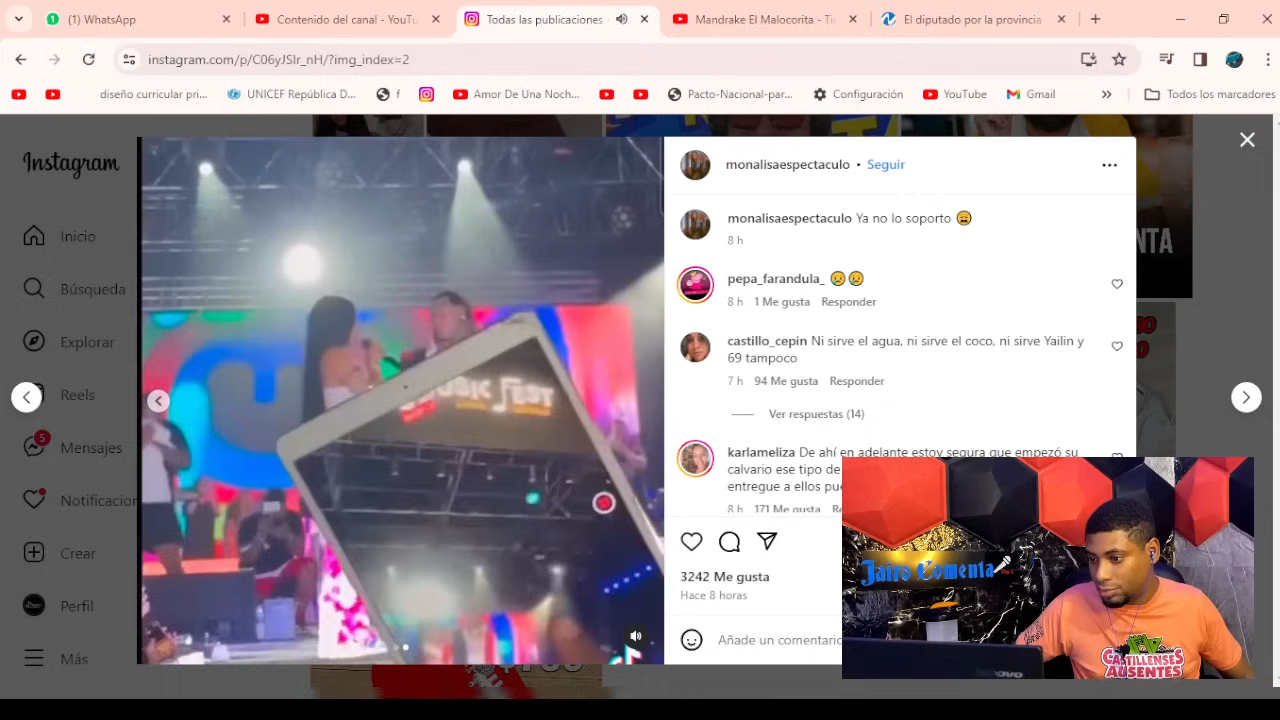 (1) WhatsApp
Contenido del canal - YouTu
Todas las publicaciones
Mandrake El Malocorita - Ti
El diputado por la provincia
instagram.com/p/C06yJSIr_nH/?img_index=2
diseño curricular pri...
UNICEF República D...
f
Amor De Una Noch...
Pacto-Nacional-par...
Configuración
YouTube
Gmail
»
Todos los marcadores
Instagram
Inicio
Búsqueda
Explorar
Reels
5
Mensajes
Notificacion
Crear
Perfil
Más
MUSIC FEST
monalisaespectaculo • Seguir
monalisaespectaculo Ya no lo soporto 😩
8 h
pepa_farandula_ 😢😢
8 h 1 Me gusta Responder
castillo_cepin Ni sirve el agua, ni sirve el coco, ni sirve Yailin y
69 tampoco
7 h 94 Me gusta Responder
Ver respuestas (14)
karlameliza De ahí en adelante estoy segura que empezó su
calvario ese tipo de
entregue a ellos pue
8 h 171 Me gusta
3242 Me gusta
Hace 8 horas
Añade un comentario
Jairo Comenta
CASTILLENSES
AUSENTES